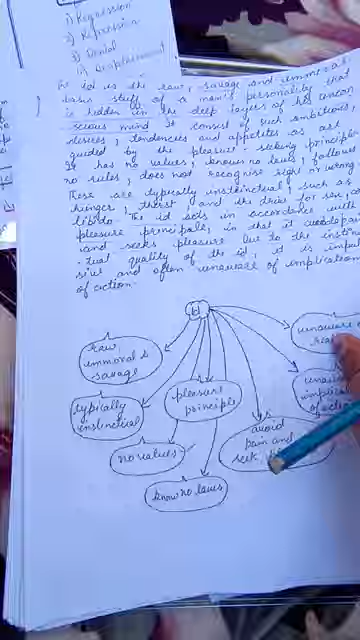 1) Regression
2) Repression
3) Denial
4) Displacement
The id is the raw, savage and immoral
basic stuff of a man's personality that
is hidden in the deep layers of his uncon
scious mind. It consists of such ambitions,
desires, tendencies and appetites as are
guided by the pleasure-seeking principle
It has no values, knows no laws, follows
no rules, does not recognise right or wrong
These are typically instinctual, such as
hunger, thirst and the drive for sex, or
libido. The id acts in accordance with
pleasure principle, in that it avoids pain
and seeks pleasure. Due to the instinc
-tual quality of the id, it is impul
sive and often unaware of implication
of action.
id
raw
immoral &
savage
typically
instinctual
no values
know no laws
pleasure
principle
avoid
pain and
seek
unaware
unaware
implica
of action